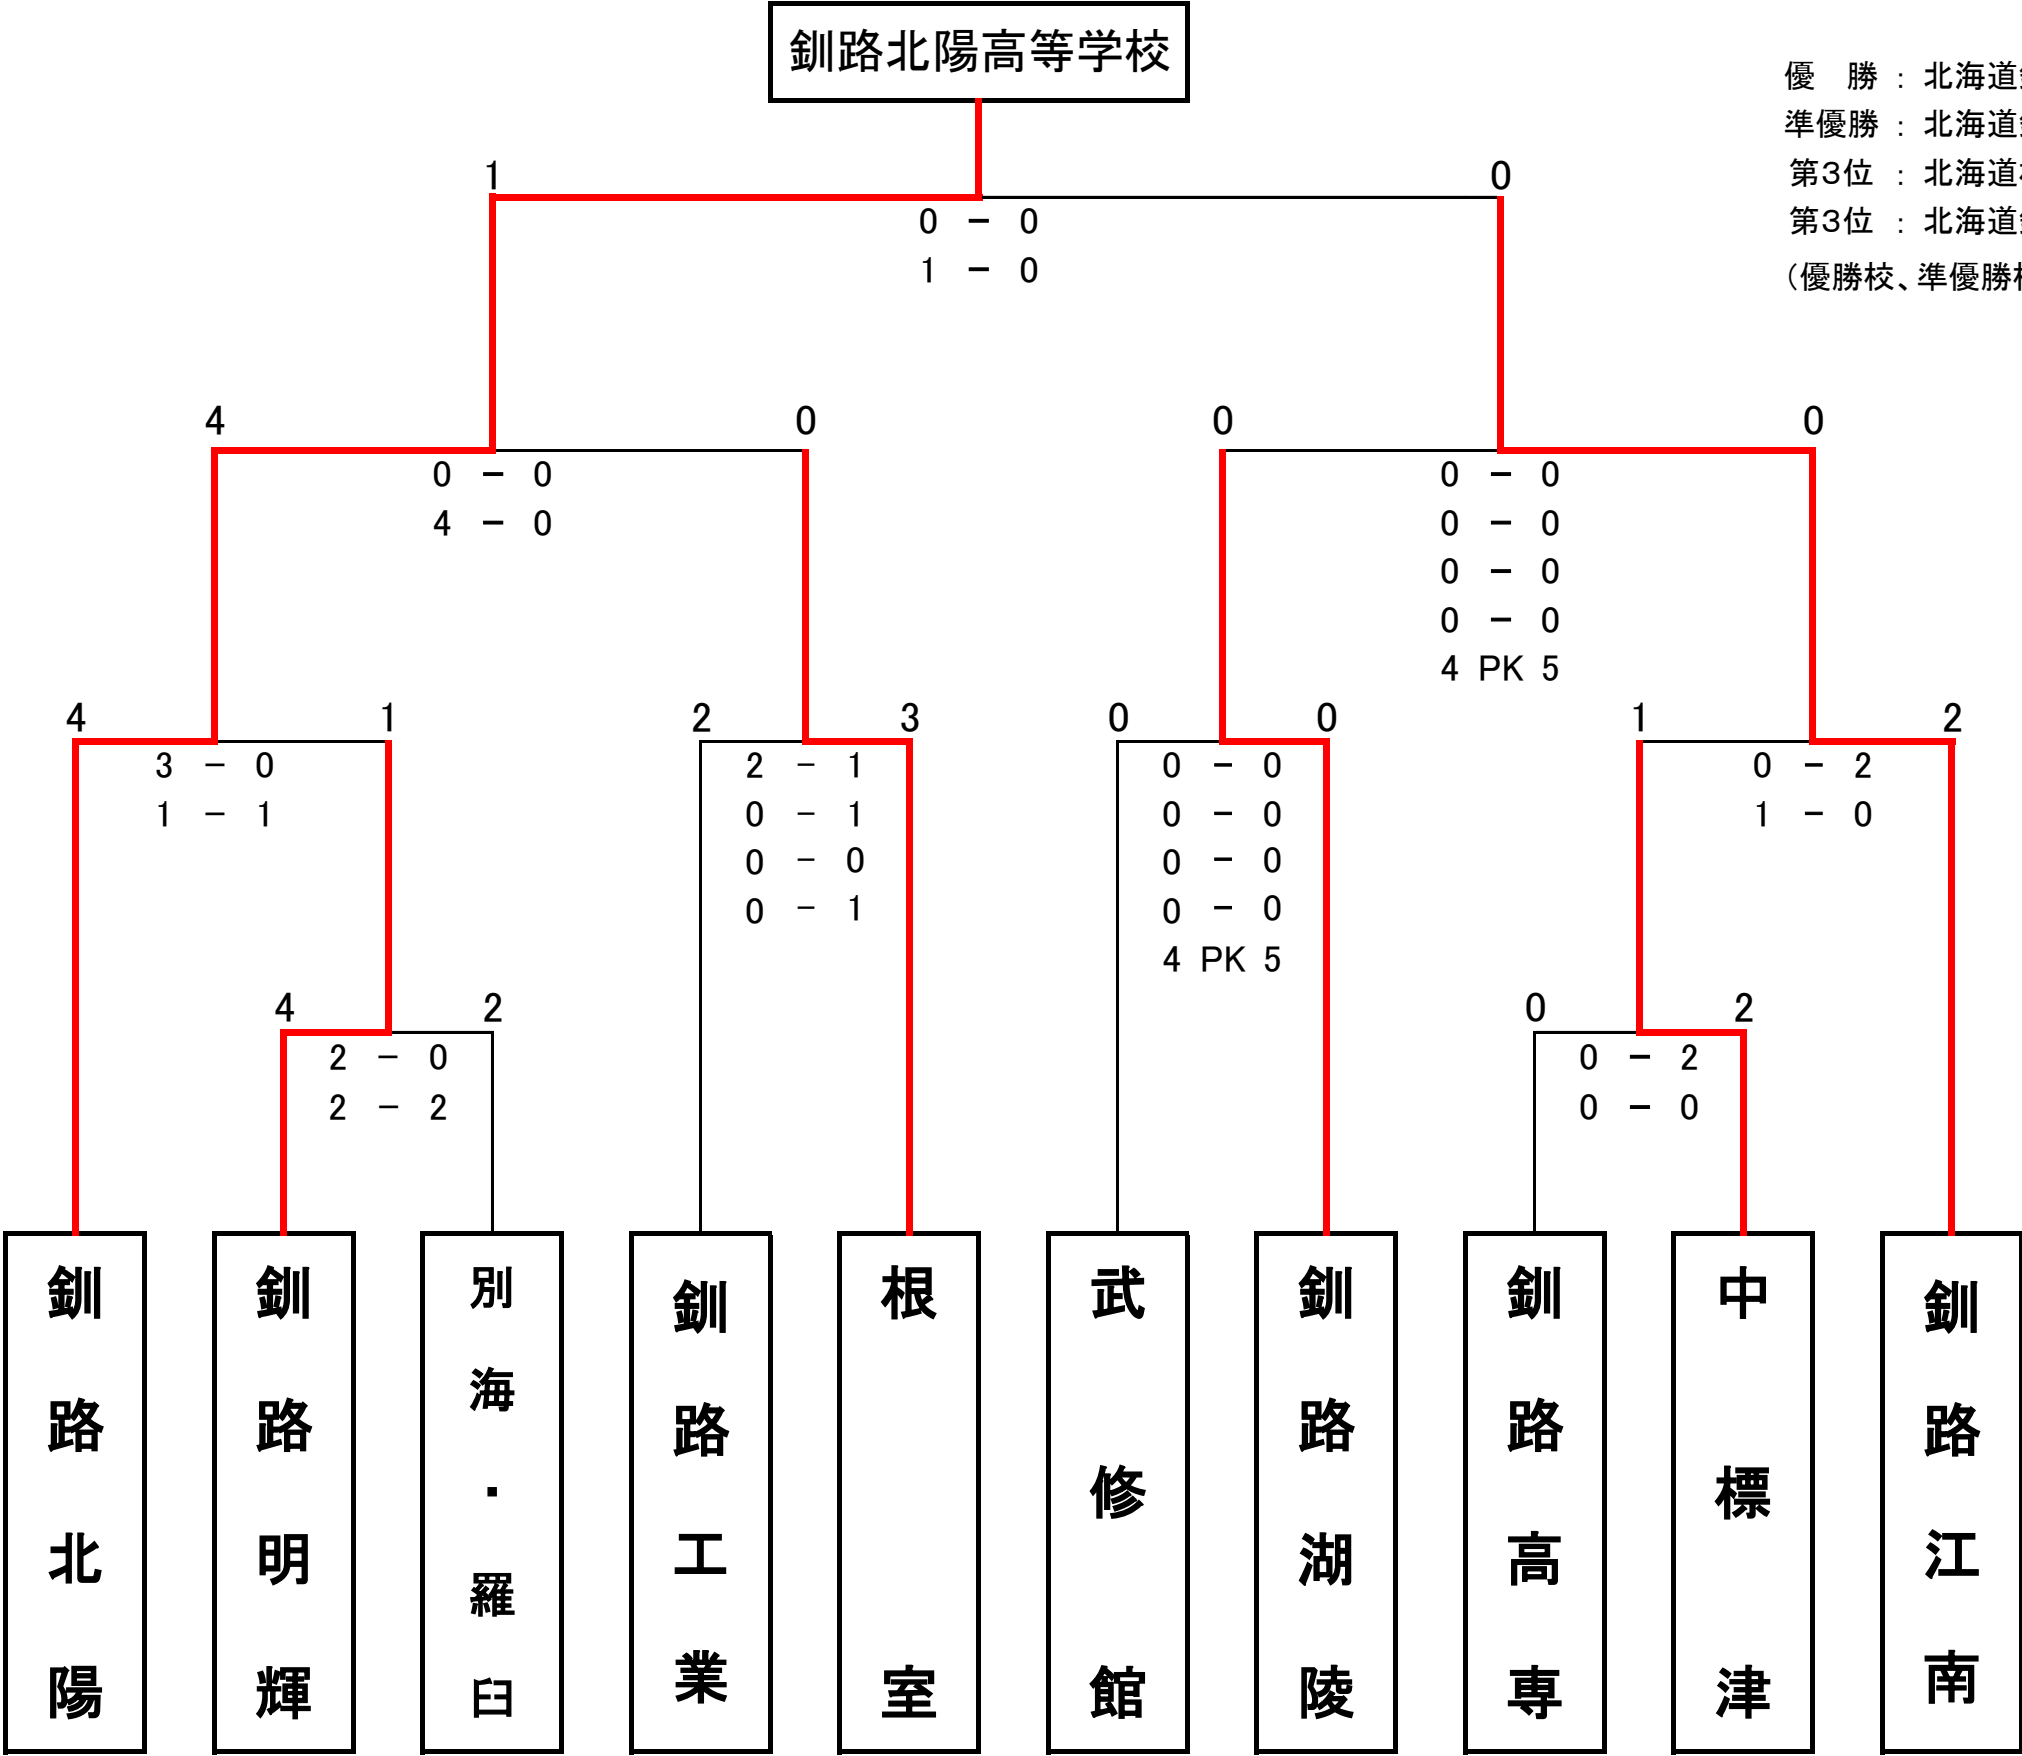 釧路北陽高等学校
優　勝 ： 北海道
準優勝 ： 北海道
第3位 ： 北海道
第3位 ： 北海道
（優勝校、準優勝
1 0
0 － 0
1 － 0
4 0 0 0
0 － 0 0 － 0
4 － 0 0 － 0
0 － 0
0 － 0
4 PK 5
4 1 2 3 0 0 1 2
3 － 0 2 － 1 0 － 0 0 － 2
1 － 1 0 － 1 0 － 0 1 － 0
0 － 0 0 － 0
0 － 1 0 － 0
4 PK 5
4 2 0 2
2 － 0 0 － 2
2 － 2 0 － 0
釧路北陽
釧路明輝
別海・羅臼
釧路工業
根室
武修館
釧路湖陵
釧路高専
中標津
釧路江南